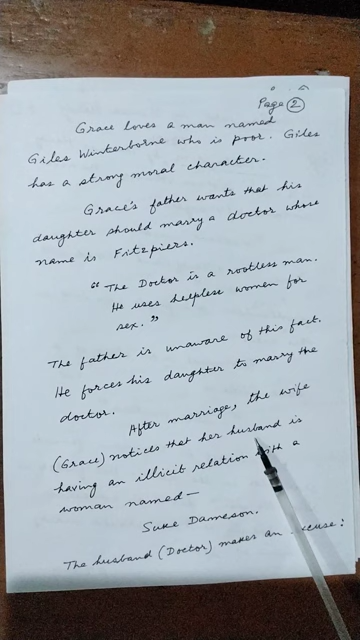 Page 2
Grace loves a man named
Giles Winterborne who is poor. Giles
has a strong moral character.
Grace's father wants that his
daughter should marry a doctor whose
name is Fitzpiers.
" The Doctor is a rootless man.
He uses helpless women for
sex. "
The father is unaware of this fact.
He forces his daughter to marry the
doctor.
After marriage, the wife
(Grace) notices that her husband is
having an illicit relation a
woman named —
Suke Dameson.
The husband (Doctor) makes an :